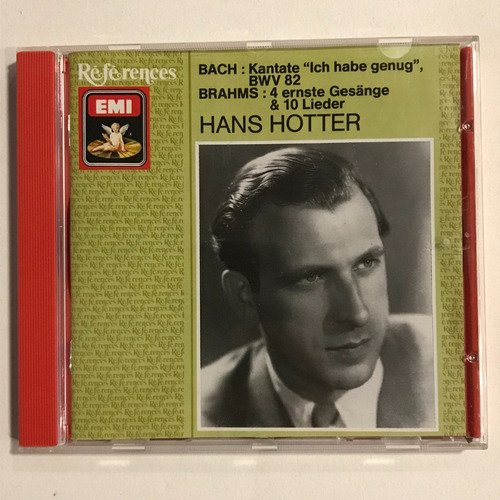 References
EMI
BACH : Kantate "Ich habe genug",
BWV 82
BRAHMS : 4 ernste Gesänge
& 10 Lieder
HANS HOTTER